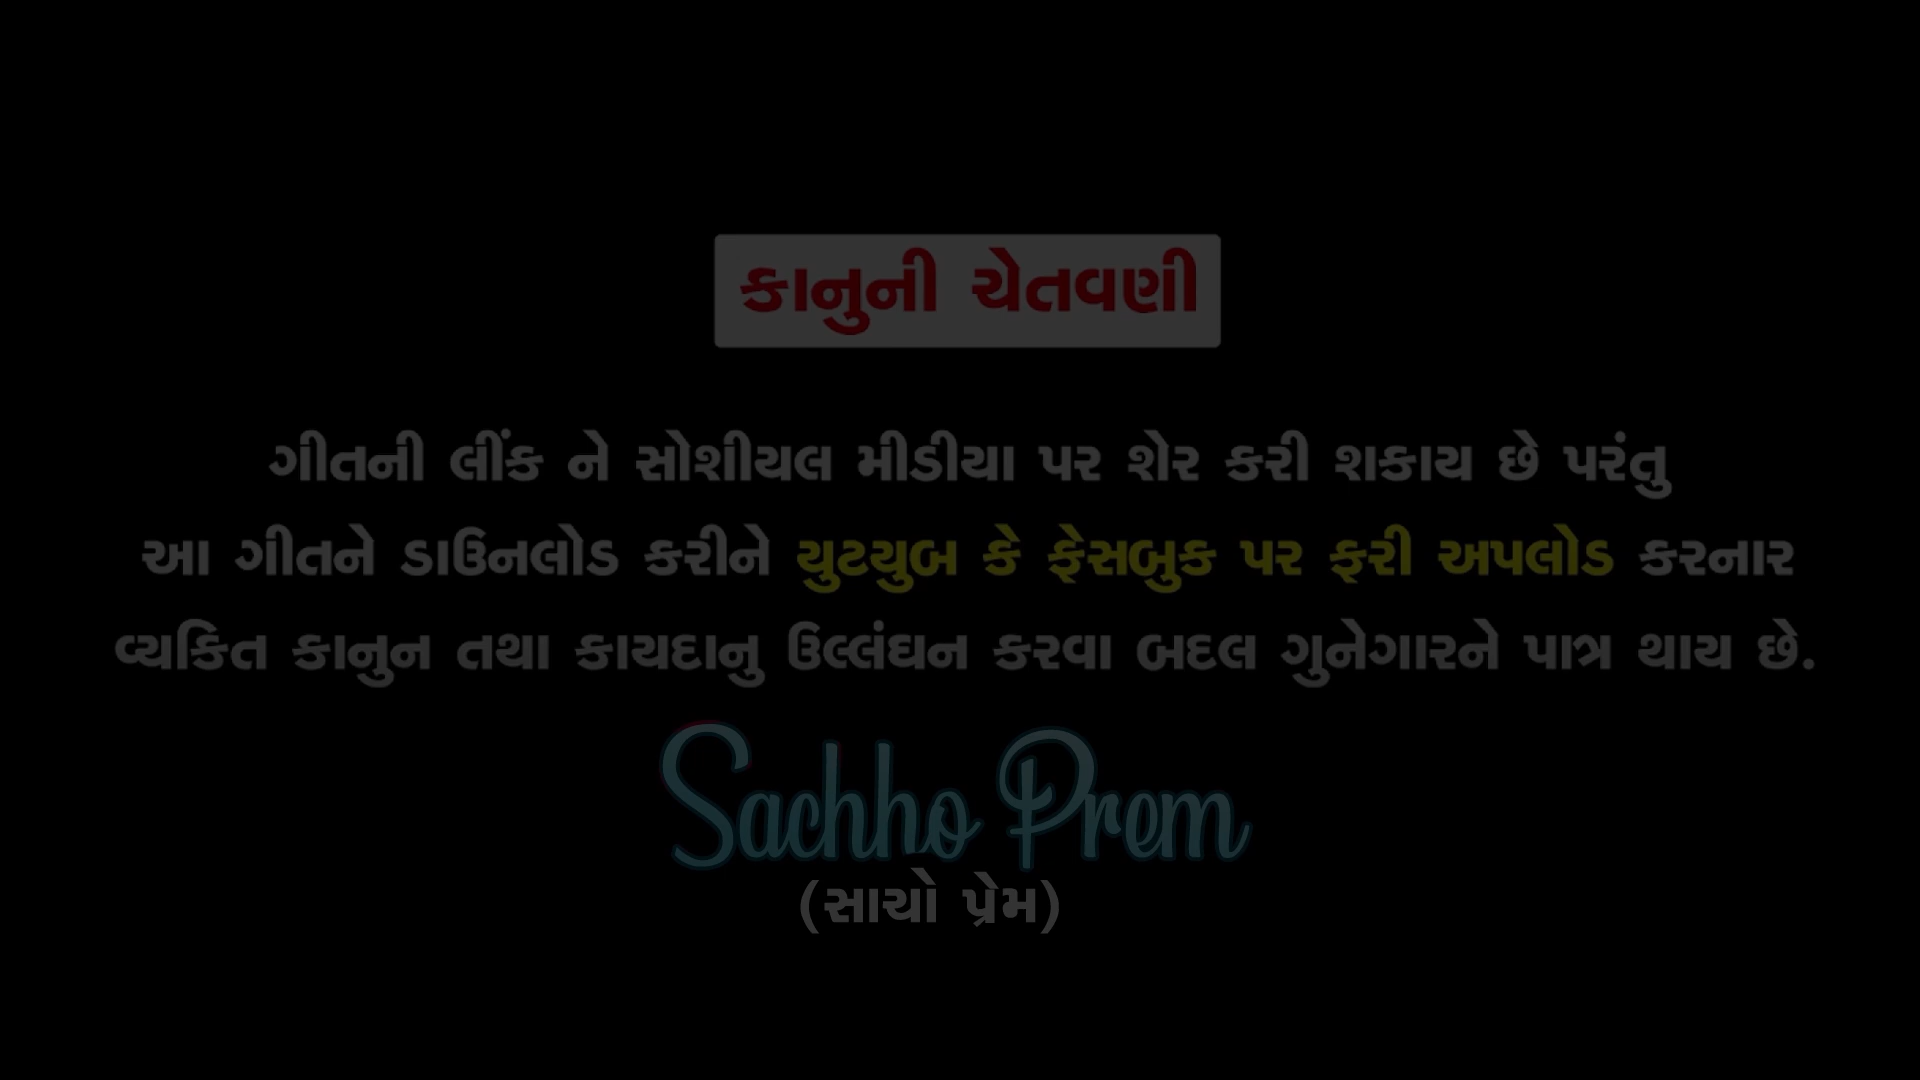 કાનુની ચેતવણી
ગીતની લીંક ને સોશીયલ મીડીયા પર શેર કરી શકાય છે પરંતુ
આ ગીતને ડાઉનલોડ કરીને યુટયુબ કે ફેસબુક પર ફરી અપલોડ કરનાર
વ્યકિત કાનુન તથા કાયદાનુ ઉલ્લંઘન કરવા બદલ ગુનેગારને પાત્ર થાય છે.
Sachho Prem
(સાચો પ્રેમ)